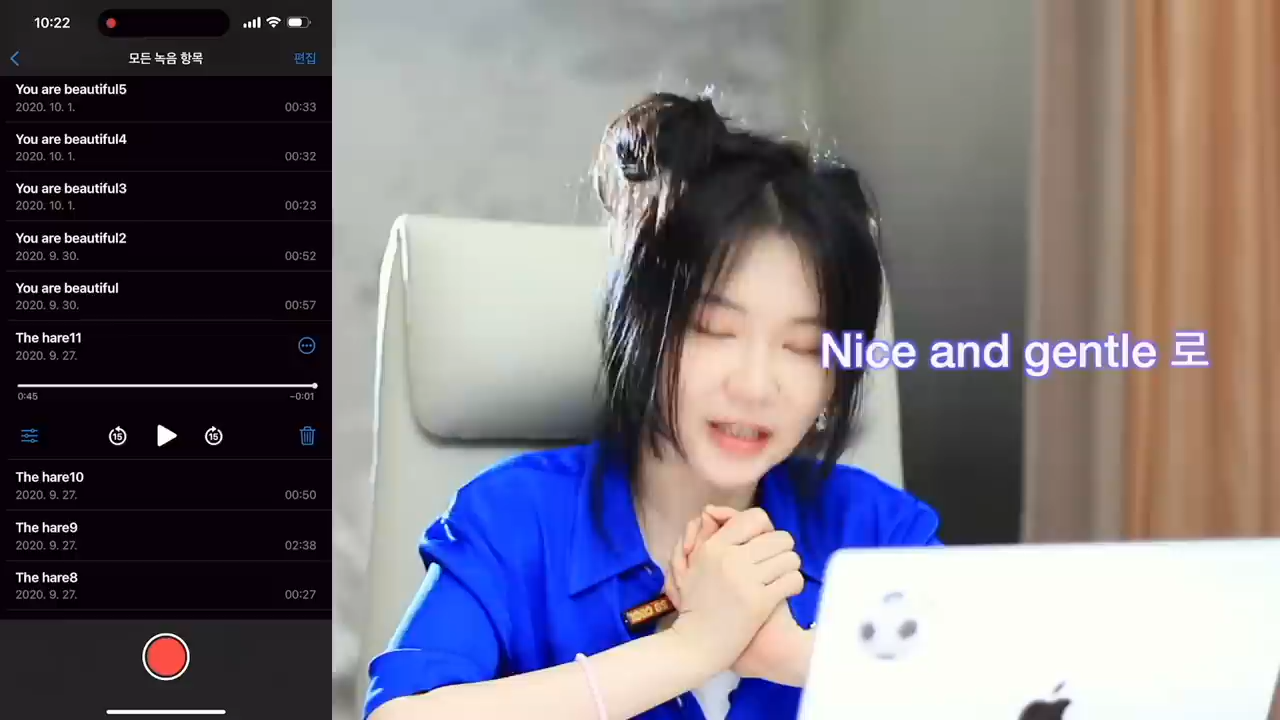 10:22
모든 녹음 항목
편집
You are beautiful5
2020. 10. 1.
00:33
You are beautiful4
2020. 10. 1.
00:32
You are beautiful3
2020. 10. 1.
00:23
You are beautiful2
2020. 9. 30.
00:52
You are beautiful
2020. 9. 30.
00:57
The hare11
2020. 9. 27.
0:45
−0:01
15
15
The hare10
2020. 9. 27.
00:50
The hare9
2020. 9. 27.
02:38
The hare8
2020. 9. 27.
00:27
Nice and gentle 로